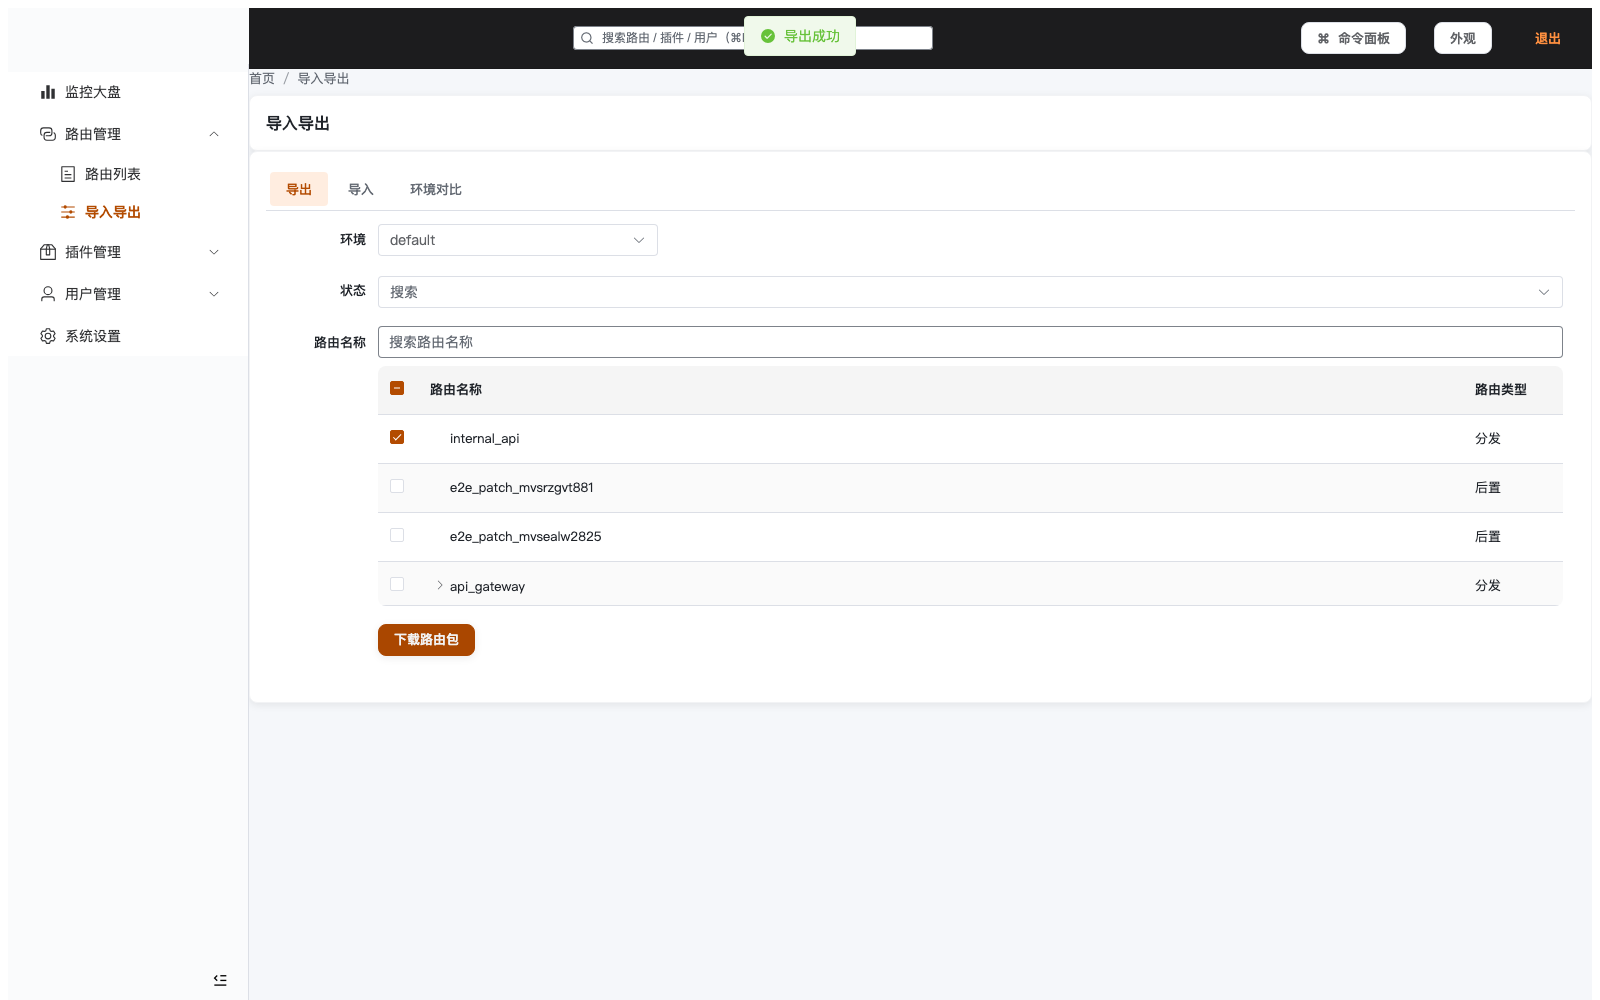 搜索路由 / 插件 / 用户（⌘
导出成功
⌘ 命令面板
外观
退出
监控大盘
路由管理
路由列表
导入导出
插件管理
用户管理
系统设置
首页 / 导入导出
导入导出
导出
导入
环境对比
环境
default
状态
搜索
路由名称
搜索路由名称
路由名称
路由类型
internal_api
分发
e2e_patch_mvsrzgvt881
后置
e2e_patch_mvsealw2825
后置
api_gateway
分发
下载路由包